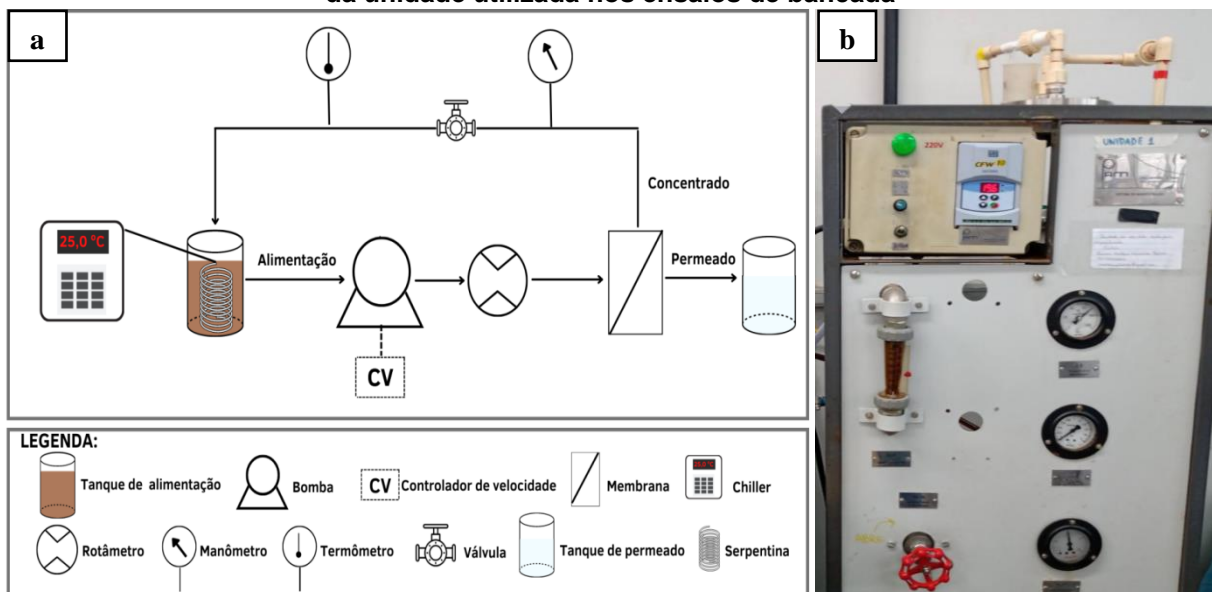 da unidade utilizada nos ensaios de bancada
a
25,0 ºC
Alimentação
CV
Concentrado
Permeado
LEGENDA:
Tanque de alimentação
Bomba
CV
Controlador de velocidade
Membrana
Chiller
Rotâmetro
Manômetro
Termômetro
Válvula
Tanque de permeado
Serpentina
b
220V
CFW
UNIDADE 1